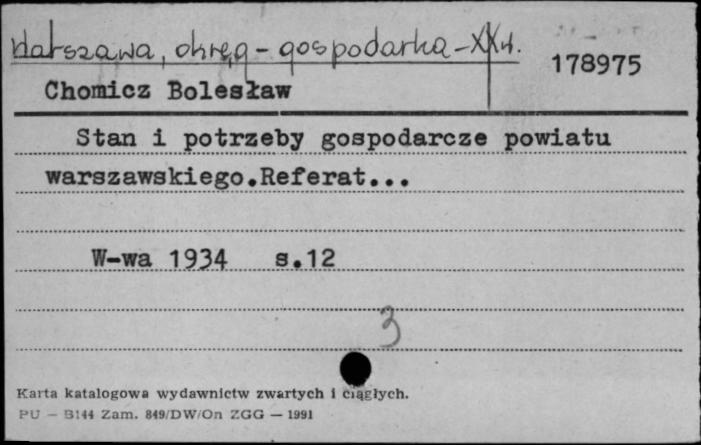 Warszawa, okręg - gospodarka - XX w.
178975
Chomicz Bolesław
Stan i potrzeby gospodarcze powiatu
warszawskiego.Referat...
W-wa 1934 s.12
3
Karta katalogowa wydawnictw zwartych i ciągłych.
PU — B144 Zam. 849/DW/On ZGG — 1991